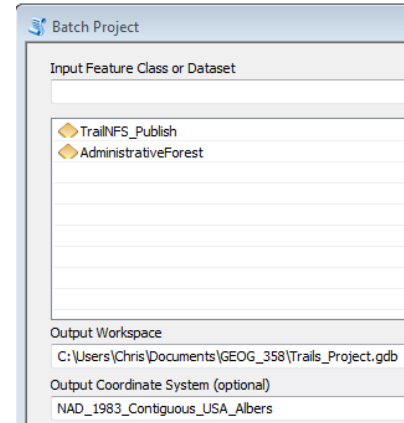 Batch Project
Input Feature Class or Dataset
TrailNFS_Publish
AdministrativeForest
Output Workspace
C:\Users\Chris\Documents\GEOG_358\Trails_Project.gdb
Output Coordinate System (optional)
NAD_1983_Contiguous_USA_Albers